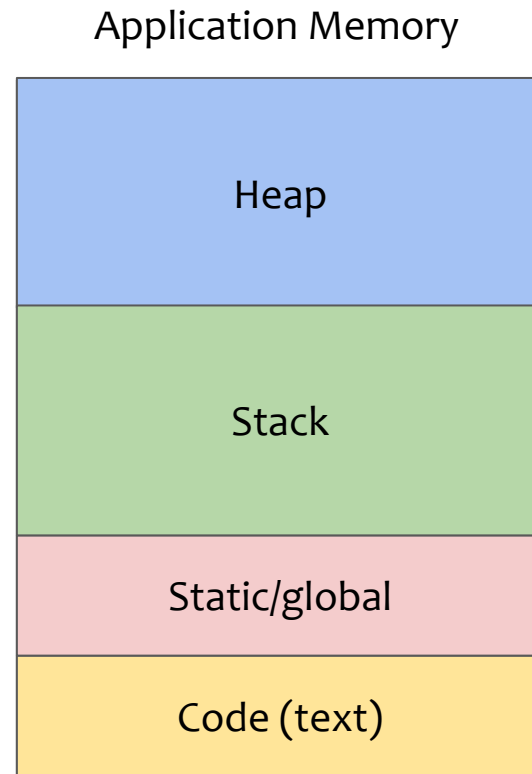 Application Memory
Heap
Stack
Static/global
Code (text)